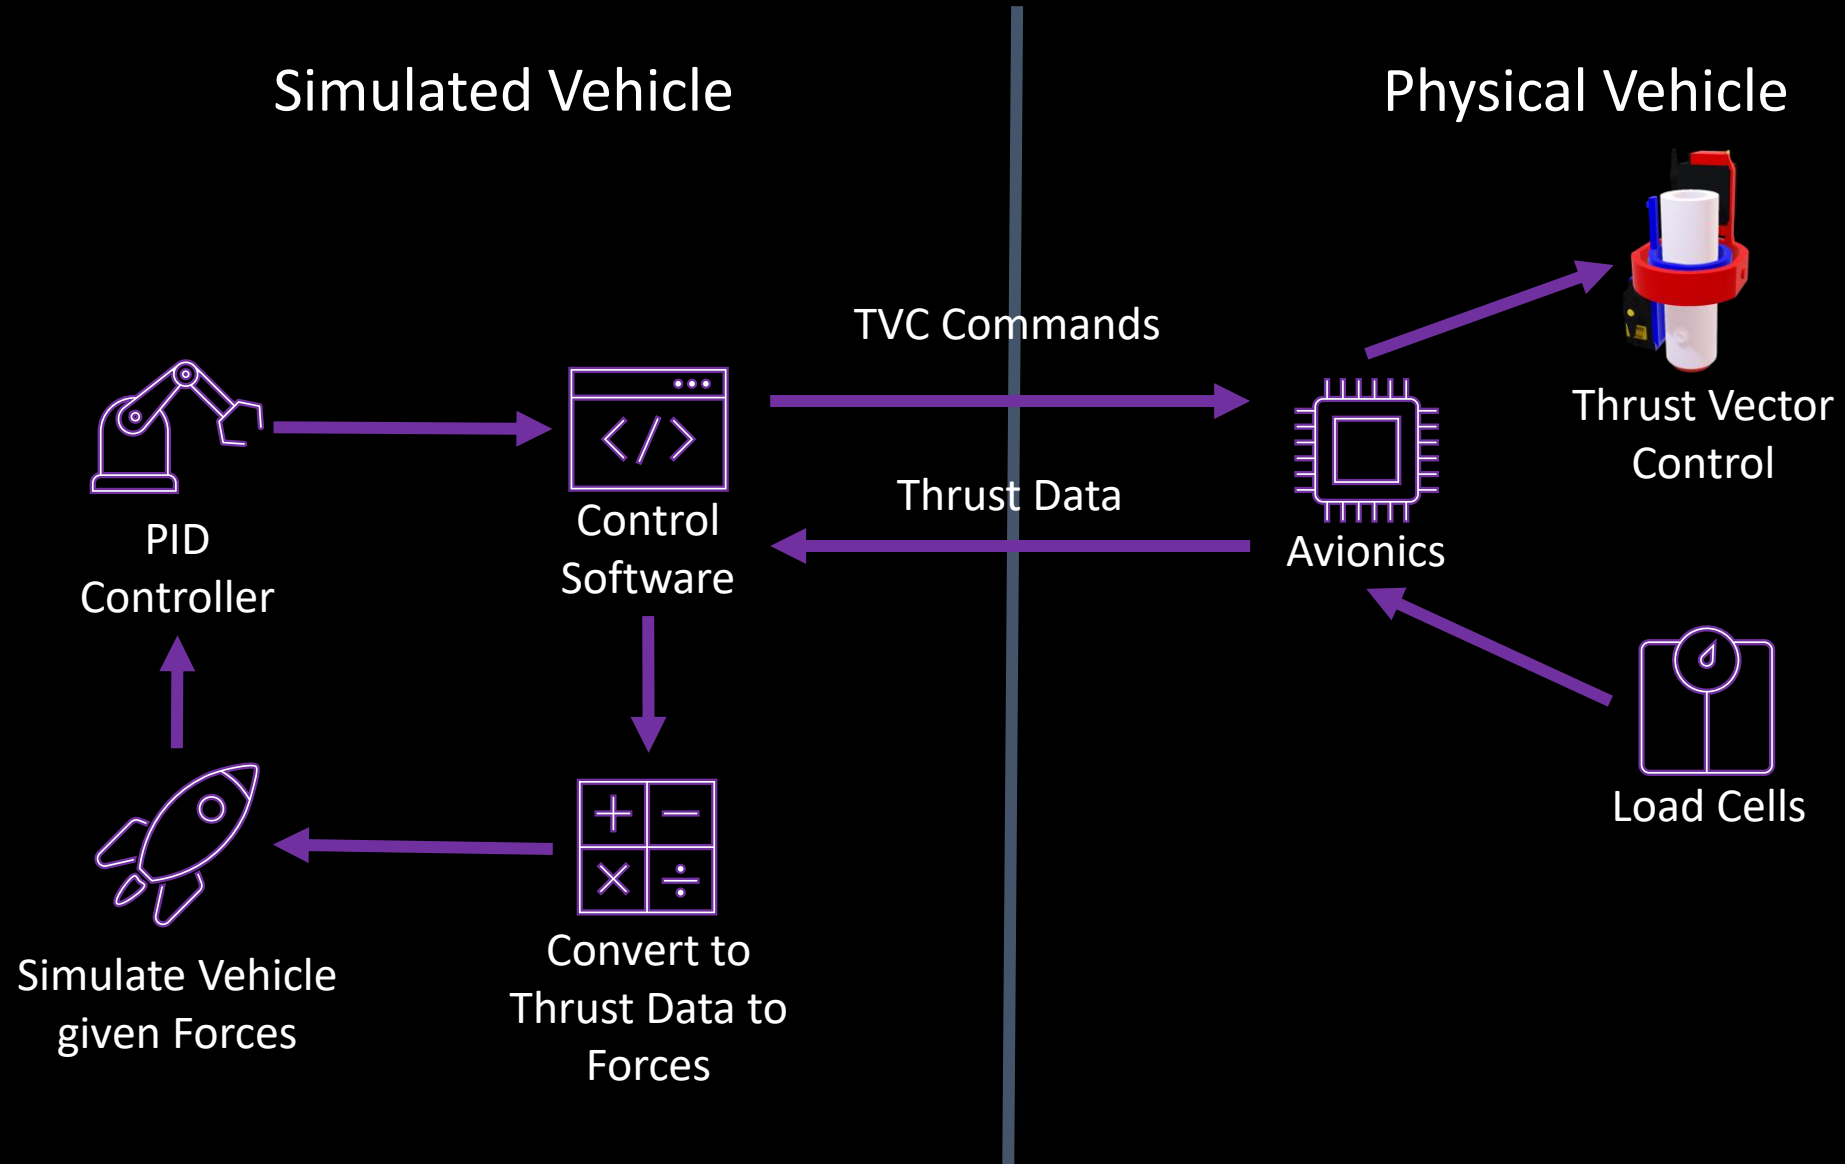 Simulated Vehicle
Physical Vehicle
TVC Commands
Thrust Vector
Control
PID
Controller
Control
Software
Thrust Data
Avionics
Load Cells
Simulate Vehicle
given Forces
Convert to
Thrust Data to
Forces